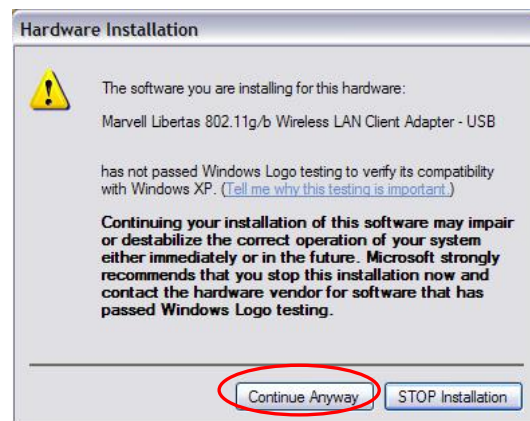 Hardware Installation
The software you are installing for this hardware:
Marvell Libertas 802.11g/b Wireless LAN Client Adapter - USB
has not passed Windows Logo testing to verify its compatibility
with Windows XP. (Tell me why this testing is important.)
Continuing your installation of this software may impair
or destabilize the correct operation of your system
either immediately or in the future. Microsoft strongly
recommends that you stop this installation now and
contact the hardware vendor for software that has
passed Windows Logo testing.
Continue Anyway
STOP Installation